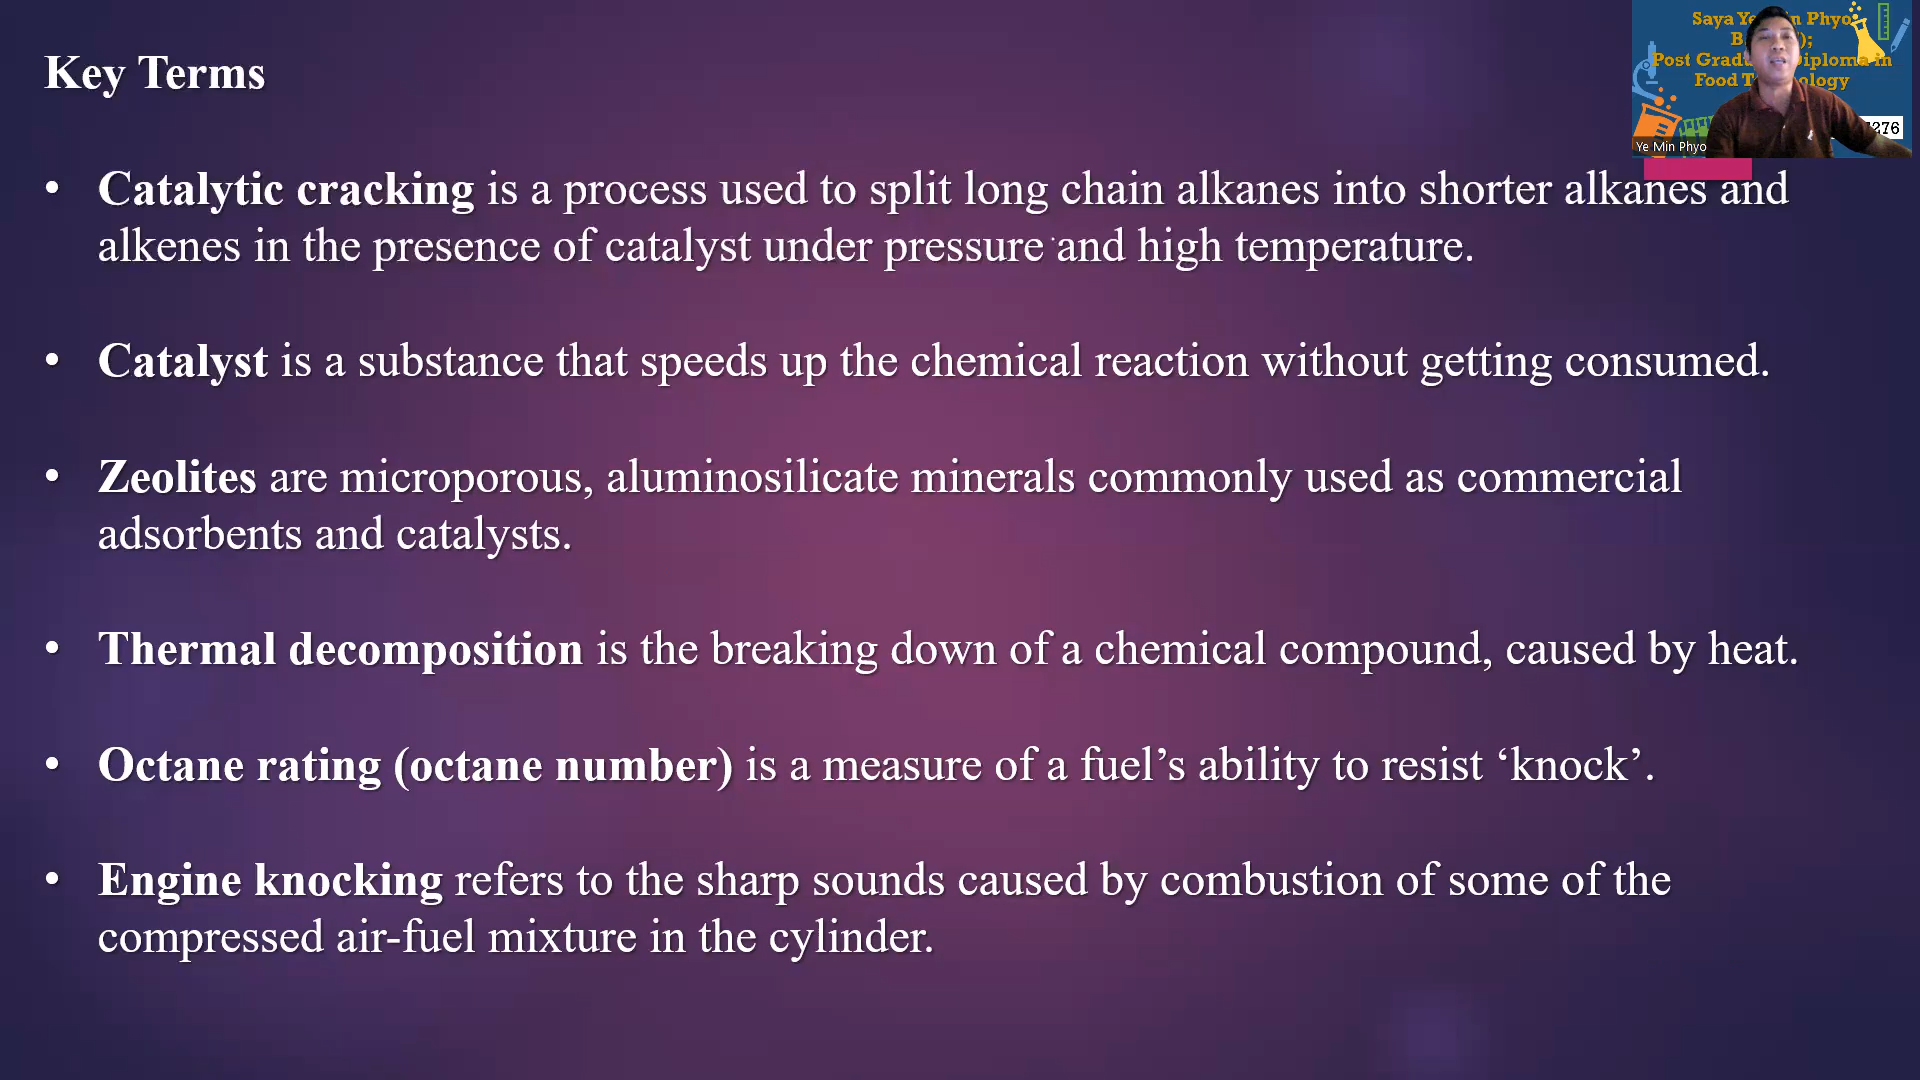 Key Terms
Saya Ye in Phyo
Post Gradu Diploma in
Food T ology
276
Ye Min Phyo
• Catalytic cracking is a process used to split long chain alkanes into shorter alkanes and
alkenes in the presence of catalyst under pressure and high temperature.
• Catalyst is a substance that speeds up the chemical reaction without getting consumed.
• Zeolites are microporous, aluminosilicate minerals commonly used as commercial
adsorbents and catalysts.
• Thermal decomposition is the breaking down of a chemical compound, caused by heat.
• Octane rating (octane number) is a measure of a fuel’s ability to resist ‘knock’.
• Engine knocking refers to the sharp sounds caused by combustion of some of the
compressed air-fuel mixture in the cylinder.